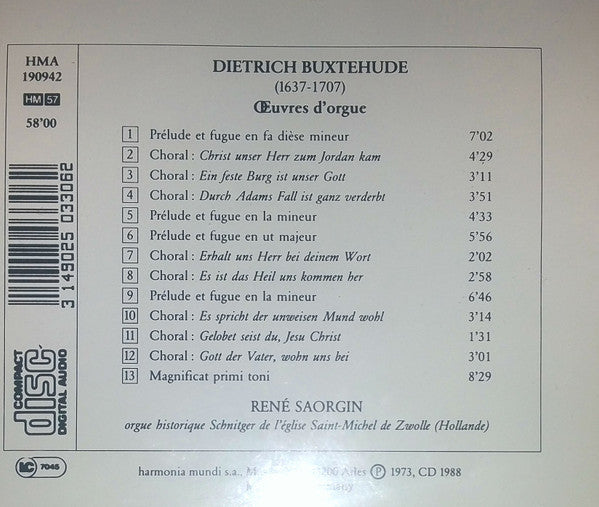 HMA
190942
HM 57
58'00
DIETRICH BUXTEHUDE
(1637-1707)
Œuvres d'orgue
1 Prélude et fugue en fa dièse mineur 7'02
2 Choral : Christ unser Herr zum Jordan kam 4'29
3 Choral : Ein feste Burg ist unser Gott 3'11
4 Choral : Durch Adams Fall ist ganz verderbt 3'51
5 Prélude et fugue en la mineur 4'33
6 Prélude et fugue en ut majeur 5'56
7 Choral : Erhalt uns Herr bei deinem Wort 2'02
8 Choral : Es ist das Heil uns kommen her 2'58
9 Prélude et fugue en la mineur 6'46
10 Choral : Es spricht der unweisen Mund wohl 3'14
11 Choral : Gelobet seist du, Jesu Christ 1'31
12 Choral : Gott der Vater, wohn uns bei 3'01
13 Magnificat primi toni 8'29
RENÉ SAORGIN
orgue historique Schnitger de l'église Saint-Michel de Zwolle (Hollande)
3 149025 033062
COMPACT
disc
DIGITAL AUDIO
LC 7045
harmonia mundi s.a., Arles ℗ 1973, CD 1988